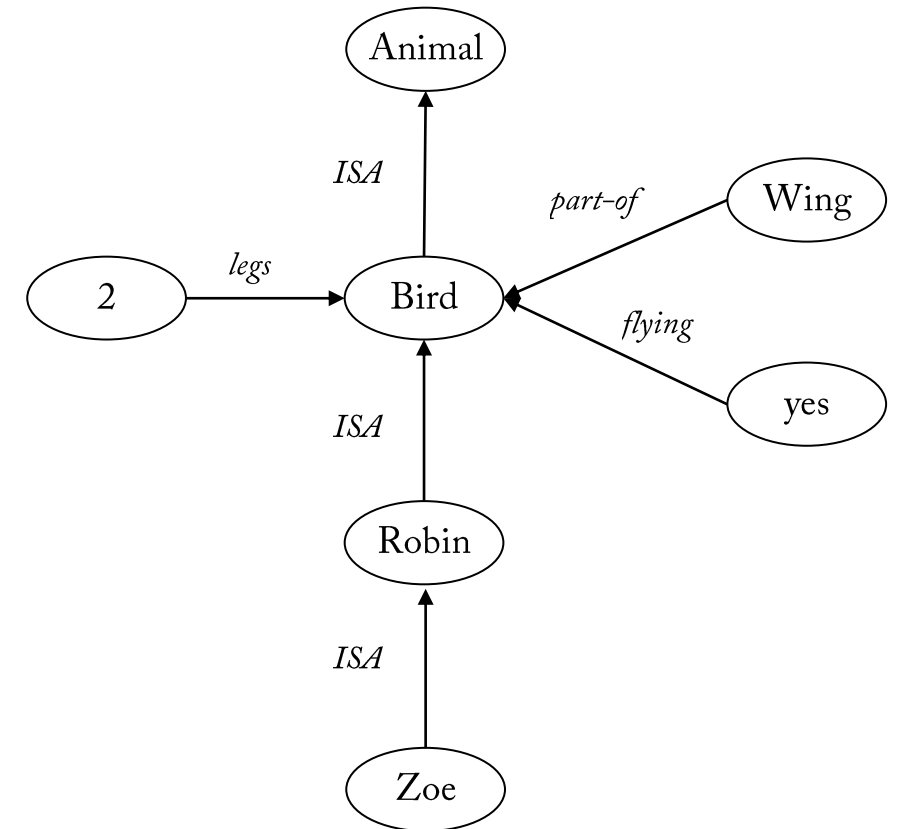 Animal
ISA
part-of
Wing
legs
2
Bird
flying
yes
ISA
Robin
ISA
Zoe